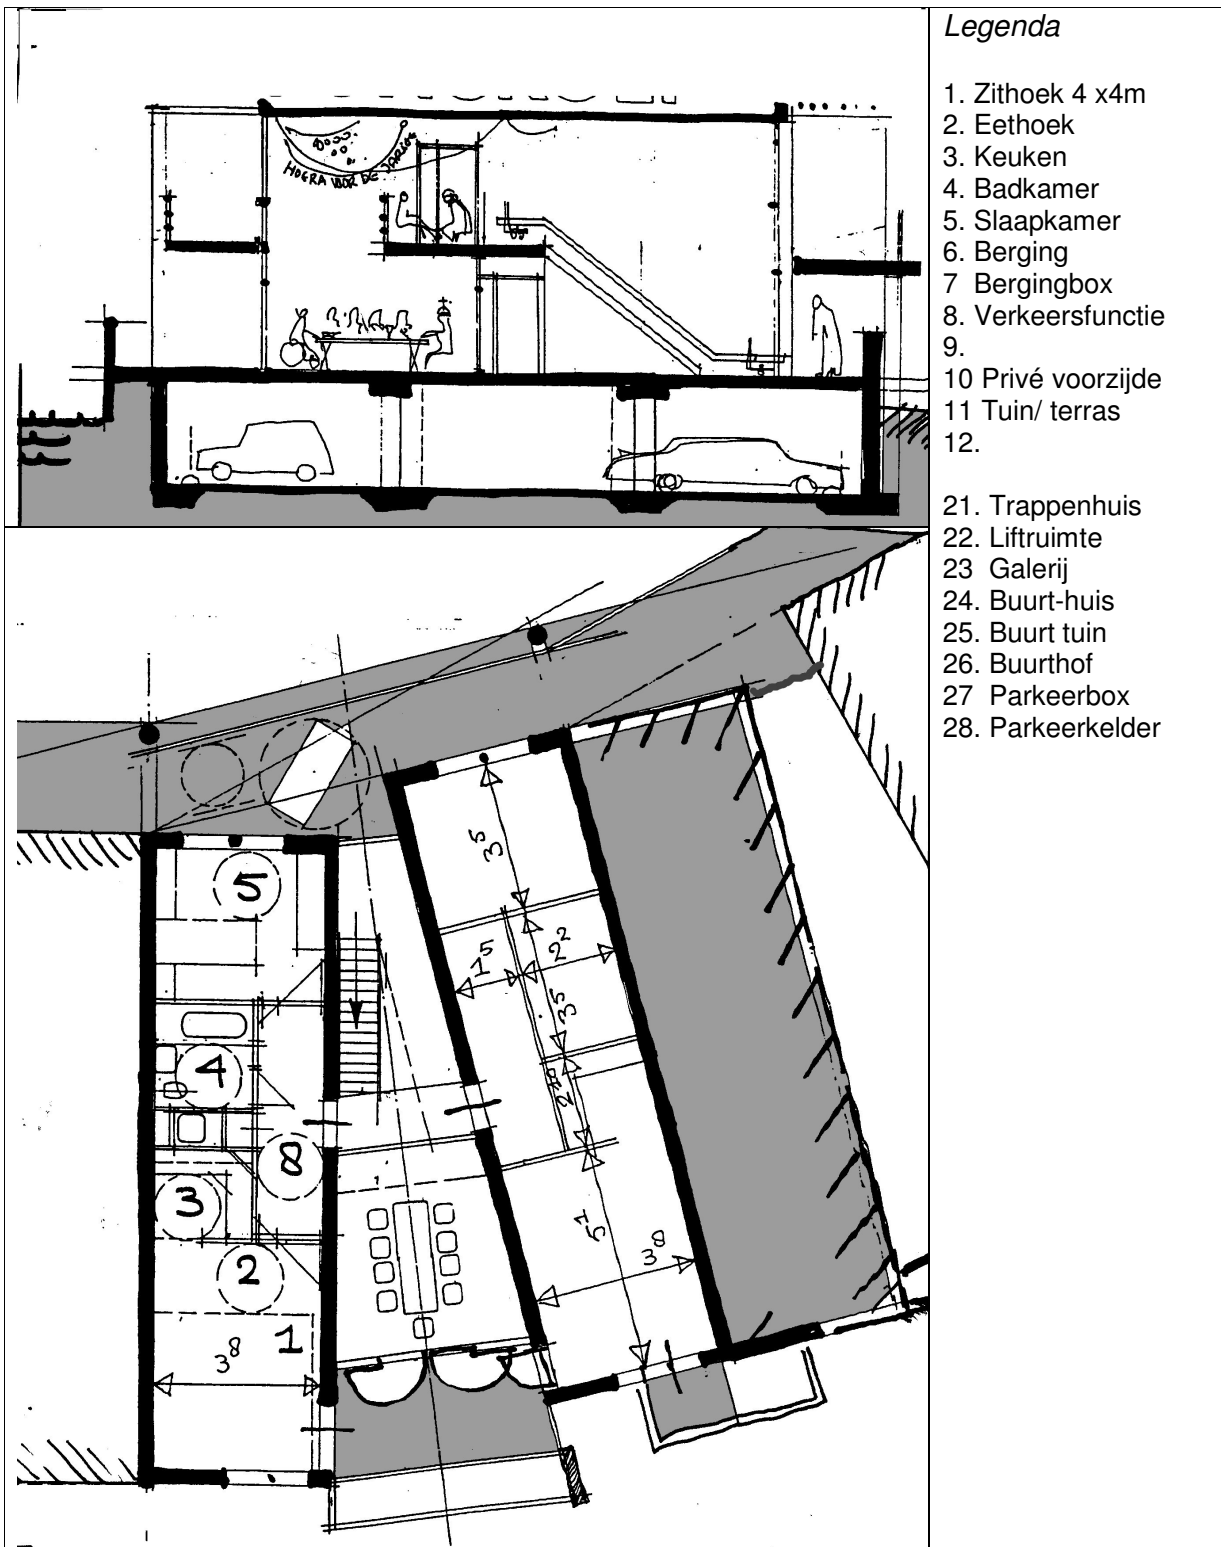 Legenda
1. Zithoek 4 x4m
2. Eethoek
3. Keuken
4. Badkamer
5. Slaapkamer
6. Berging
7 Bergingbox
8. Verkeersfunctie
9.
10 Privé voorzijde
11 Tuin/ terras
12.
21. Trappenhuis
22. Liftruimte
23 Galerij
24. Buurt-huis
25. Buurt tuin
26. Buurthof
27 Parkeerbox
28. Parkeerkelder
HOERA VOOR DE JARIGE
5
4
8
3
2
1
3⁸
3⁵
1⁵
2²
3⁵
5¹
3⁸